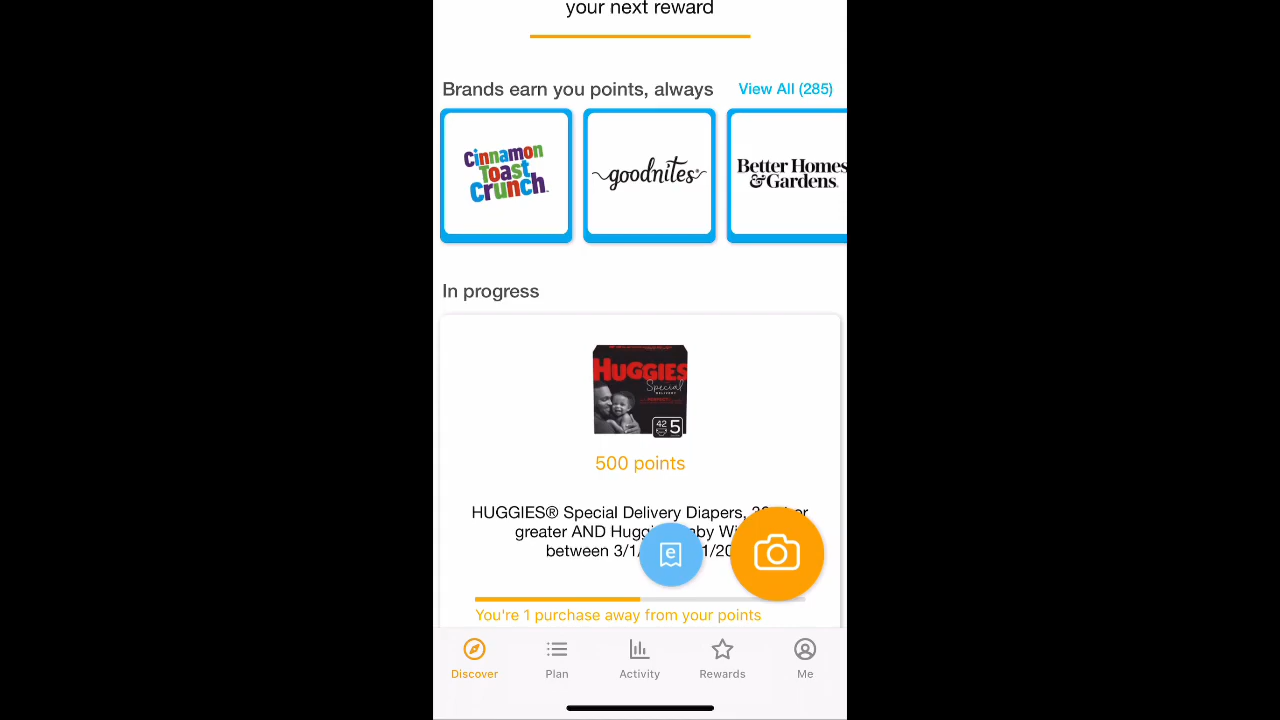 your next reward
Brands earn you points, always
View All (285)
Cinnamon
Toast
Crunch
goodnites
Better Homes
&Gardens.
In progress
HUGGIES
Special
DELIVERY
42
5
500 points
HUGGIES® Special Delivery Diapers,
greater AND
between 3/1/
e
You're 1 purchase away from your points
Discover
Plan
Activity
Rewards
Me